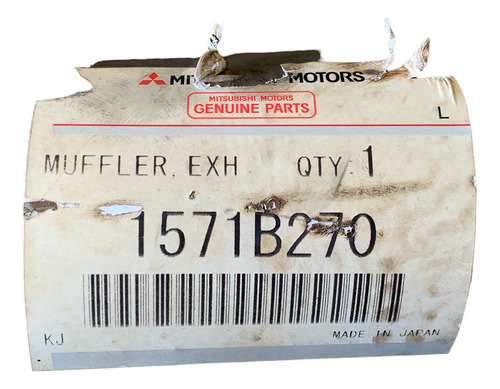 MOTORS
MITSUBISHI MOTORS
GENUINE PARTS
L
MUFFLER, EXH QTY. 1
1571B270
KJ
MADE IN JAPAN